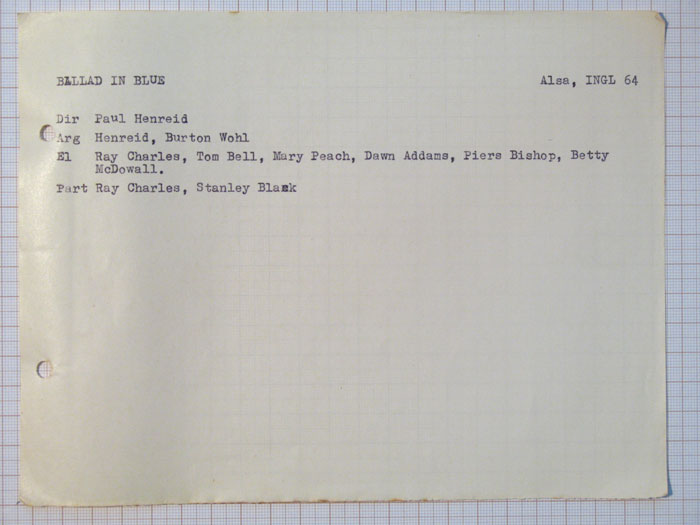 BALLAD IN BLUE Alsa, INGL 64
Dir Paul Henreid
Arg Henreid, Burton Wohl
El Ray Charles, Tom Bell, Mary Peach, Dawn Addams, Piers Bishop, Betty
McDowall.
Part Ray Charles, Stanley Black